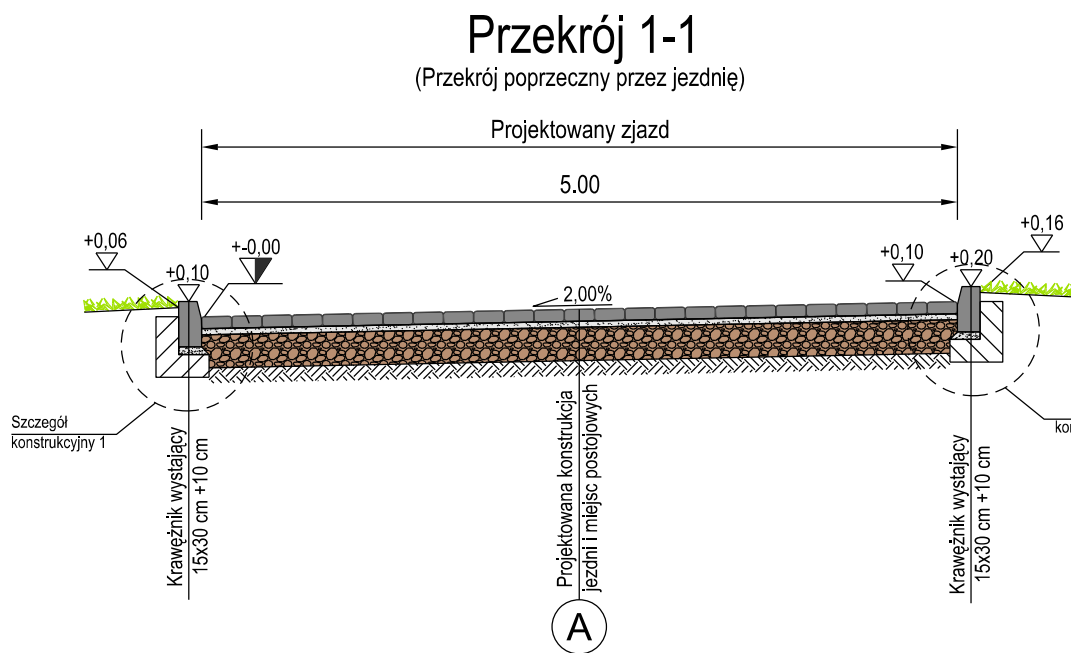 Przekrój 1-1
(Przekrój poprzeczny przez jezdnię)
Projektowany zjazd
5.00
+0,06
+0,10
+-0,00
2,00%
+0,10
+0,20
+0,16
Szczegół
konstrukcyjny 1
kor
Krawężnik wystający
15x30 cm +10 cm
Projektowana konstrukcja
jezdni i miejsc postojowych
Krawężnik wystający
15x30 cm +10 cm
A